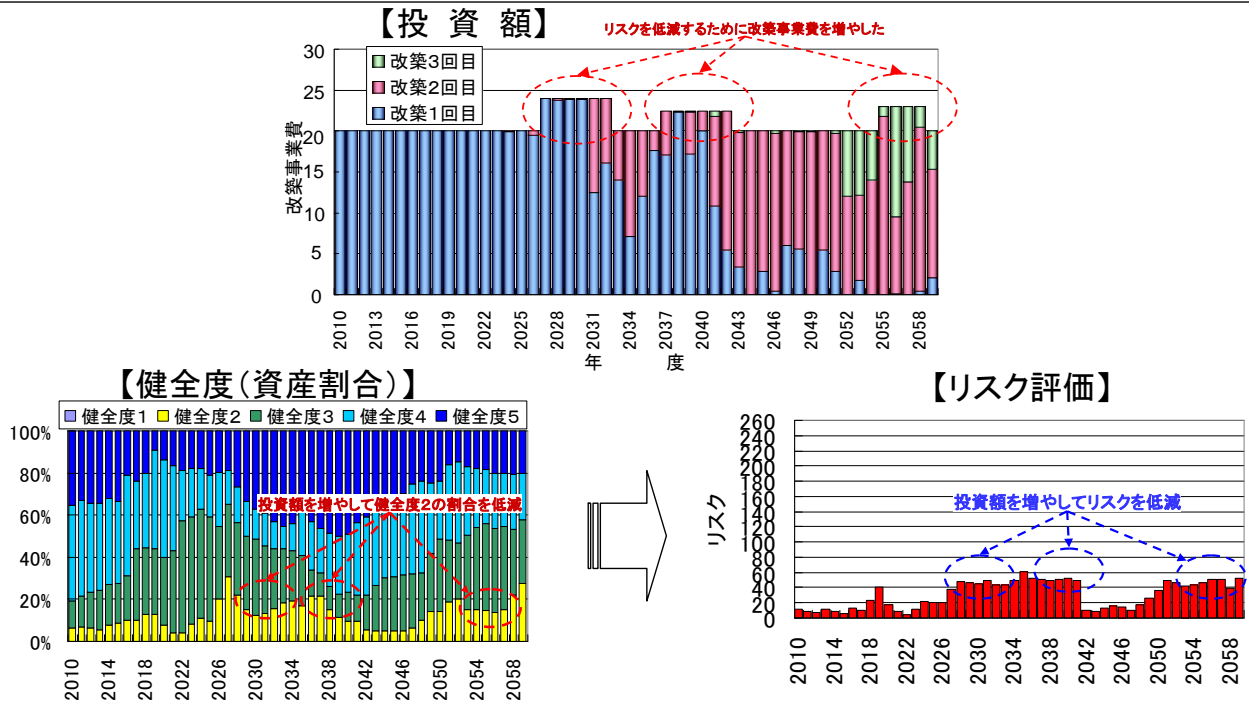 【投 資 額】
リスクを低減するために改築事業費を増やした
改築3回目
改築2回目
改築1回目
改築事業費
30
25
20
15
10
5
0
2010 2013 2016 2019 2022 2025 2028 2031 2034 2037 2040 2043 2046 2049 2052 2055 2058
年 度
【健全度(資産割合)】
健全度1 健全度2 健全度3 健全度4 健全度5
100%
80%
60%
40%
20%
0%
投資額を増やして健全度2の割合を低減
2010 2014 2018 2022 2026 2030 2034 2038 2042 2046 2050 2054 2058
【リスク評価】
リスク
260
240
220
200
180
160
140
120
100
80
60
40
20
0
投資額を増やしてリスクを低減
2010 2014 2018 2022 2026 2030 2034 2038 2042 2046 2050 2054 2058